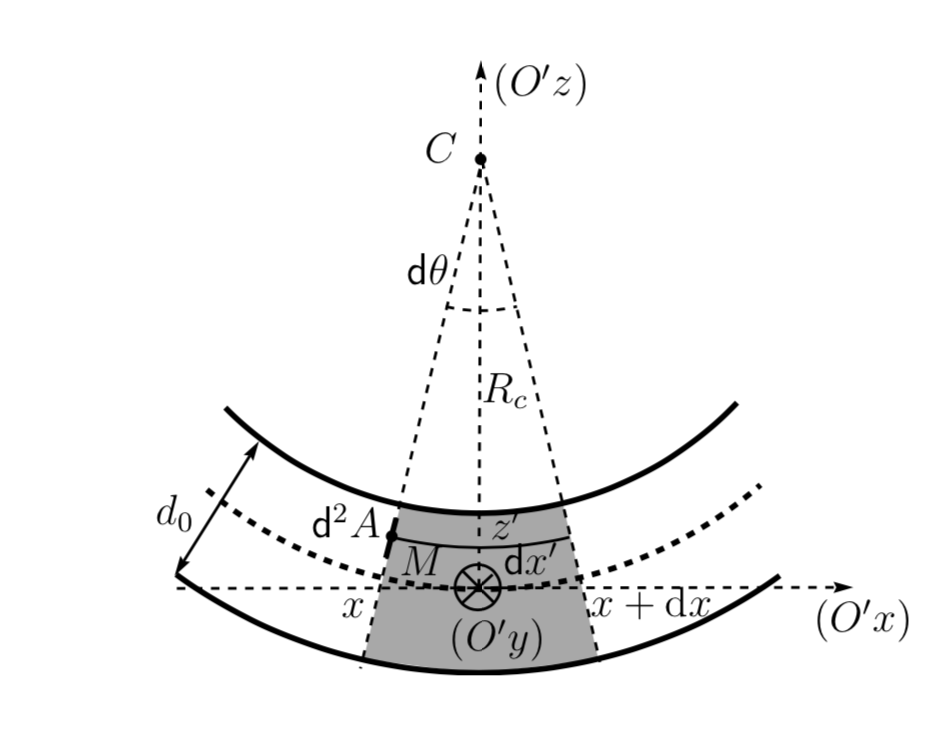 (O′z)
C
dθ
R_c
d_0
d²A
z′
M
dx′
x
x + dx
(O′x)
(O′y)